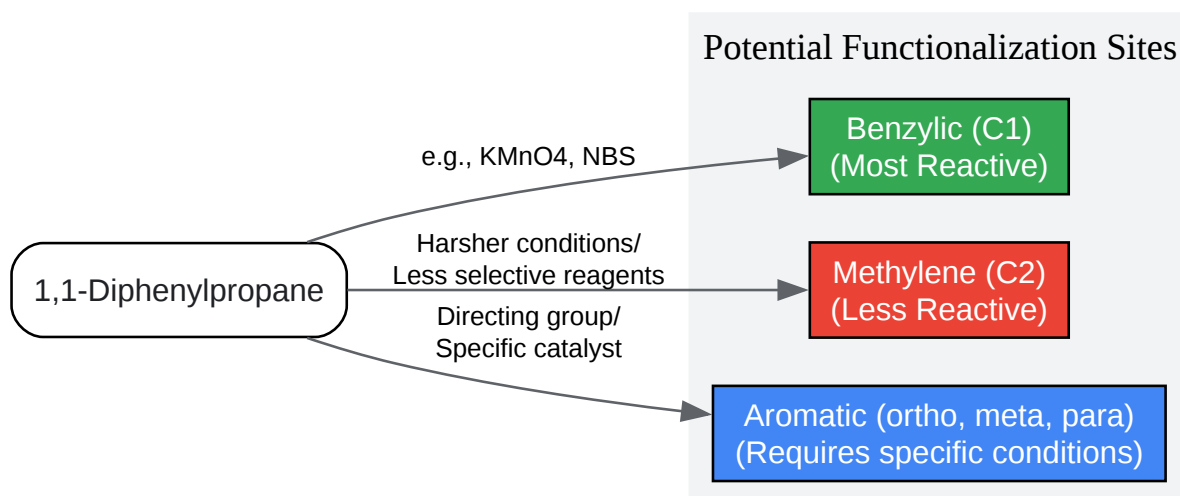 Potential Functionalization Sites
Benzylic (C1)
(Most Reactive)
e.g., KMnO4, NBS
Harsher conditions/
Less selective reagents
Methylene (C2)
(Less Reactive)
1,1-Diphenylpropane
Directing group/
Specific catalyst
Aromatic (ortho, meta, para)
(Requires specific conditions)